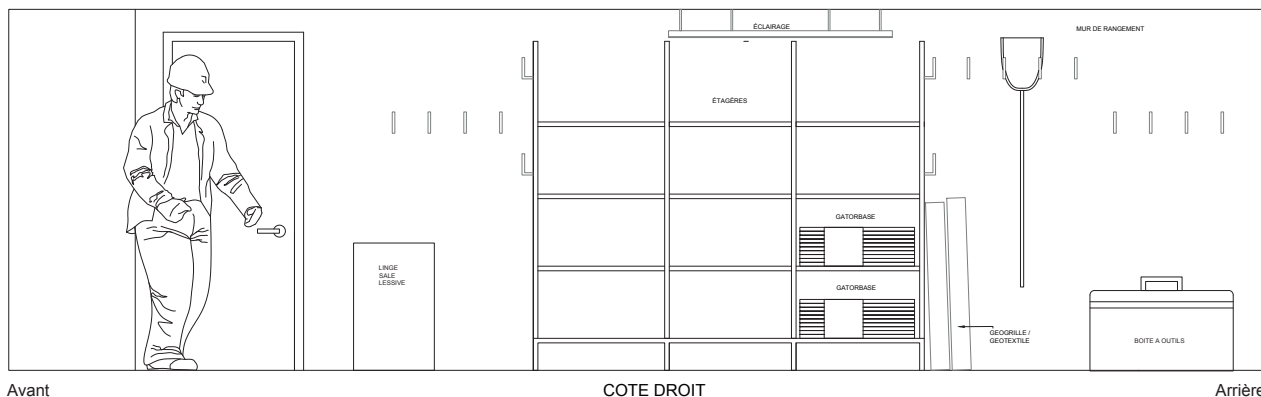 ÉCLAIRAGE
MUR DE RANGEMENT
ÉTAGÈRES
GATORBASE
LINGE
SALE
LESSIVE
GATORBASE
GEOGRILLE /
GEOTEXTILE
BOITE A OUTILS
Avant
COTE DROIT
Arrière